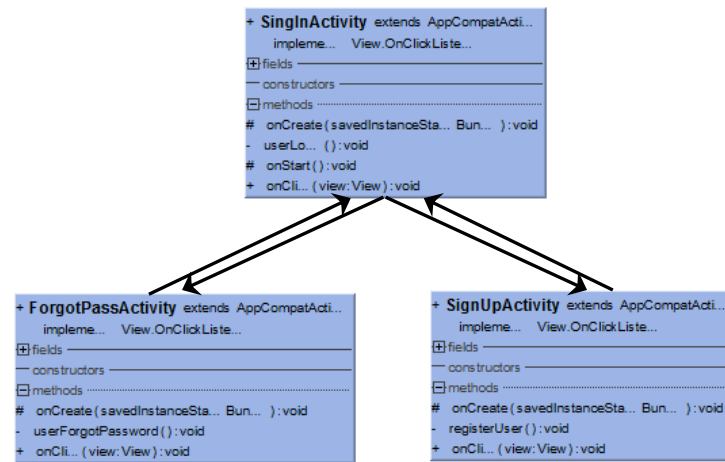 + SingInActivity extends AppCompatActi...
impleme... View.OnClickListe...
fields
constructors
methods
# onCreate(savedInstanceSta... Bun... ):void
- userLo... ():void
# onStart():void
+ onCli... (view:View):void
+ ForgotPassActivity extends AppCompatActi...
impleme... View.OnClickListe...
fields
constructors
methods
# onCreate(savedInstanceSta... Bun... ):void
- userForgotPassword():void
+ onCli... (view:View):void
+ SignUpActivity extends AppCompatActi...
impleme... View.OnClickListe...
fields
constructors
methods
# onCreate(savedInstanceSta... Bun... ):void
- registerUser():void
+ onCli... (view:View):void